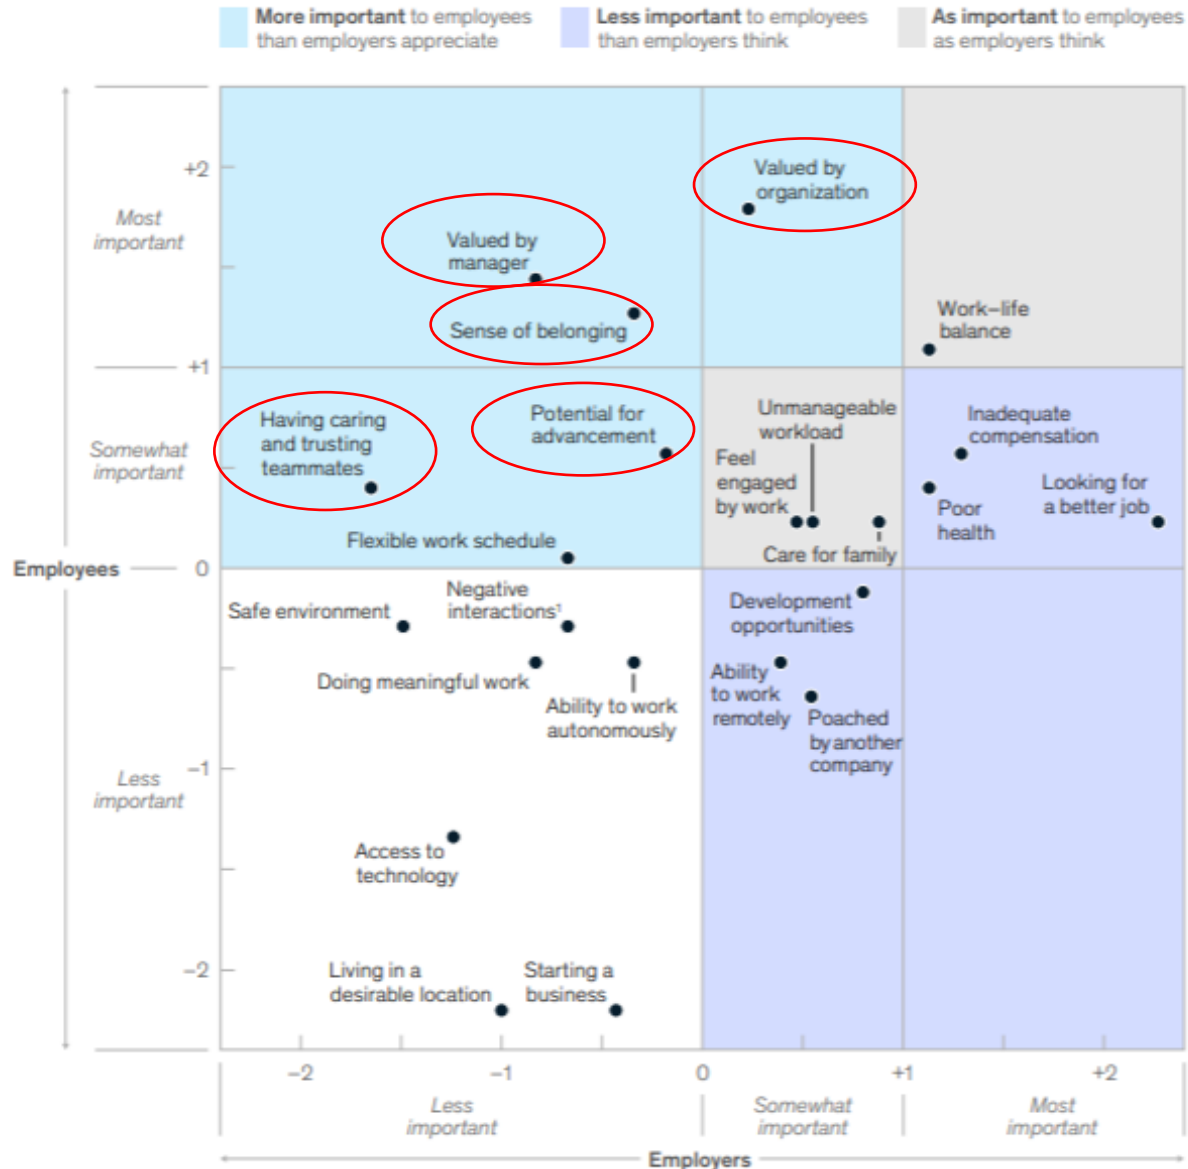 More important to employees
than employers appreciate
Less important to employees
than employers think
As important to employees
as employers think
+2
Most
important
Valued by
organization
Valued by
manager
Sense of belonging
Work–life
balance
+1
Somewhat
important
Having caring
and trusting
teammates
Potential for
advancement
Unmanageable
workload
Feel
engaged
by work
Care for family
Inadequate
compensation
Poor
health
Looking for
a better job
Flexible work schedule
Employees
0
Safe environment
Negative
interactions¹
Doing meaningful work
Ability to work
autonomously
Development
opportunities
Ability
to work
remotely
Poached
by another
company
Less
important
−1
Access to
technology
−2
Living in a
desirable location
Starting a
business
−2
−1
0
+1
+2
Less
important
Somewhat
important
Most
important
Employers